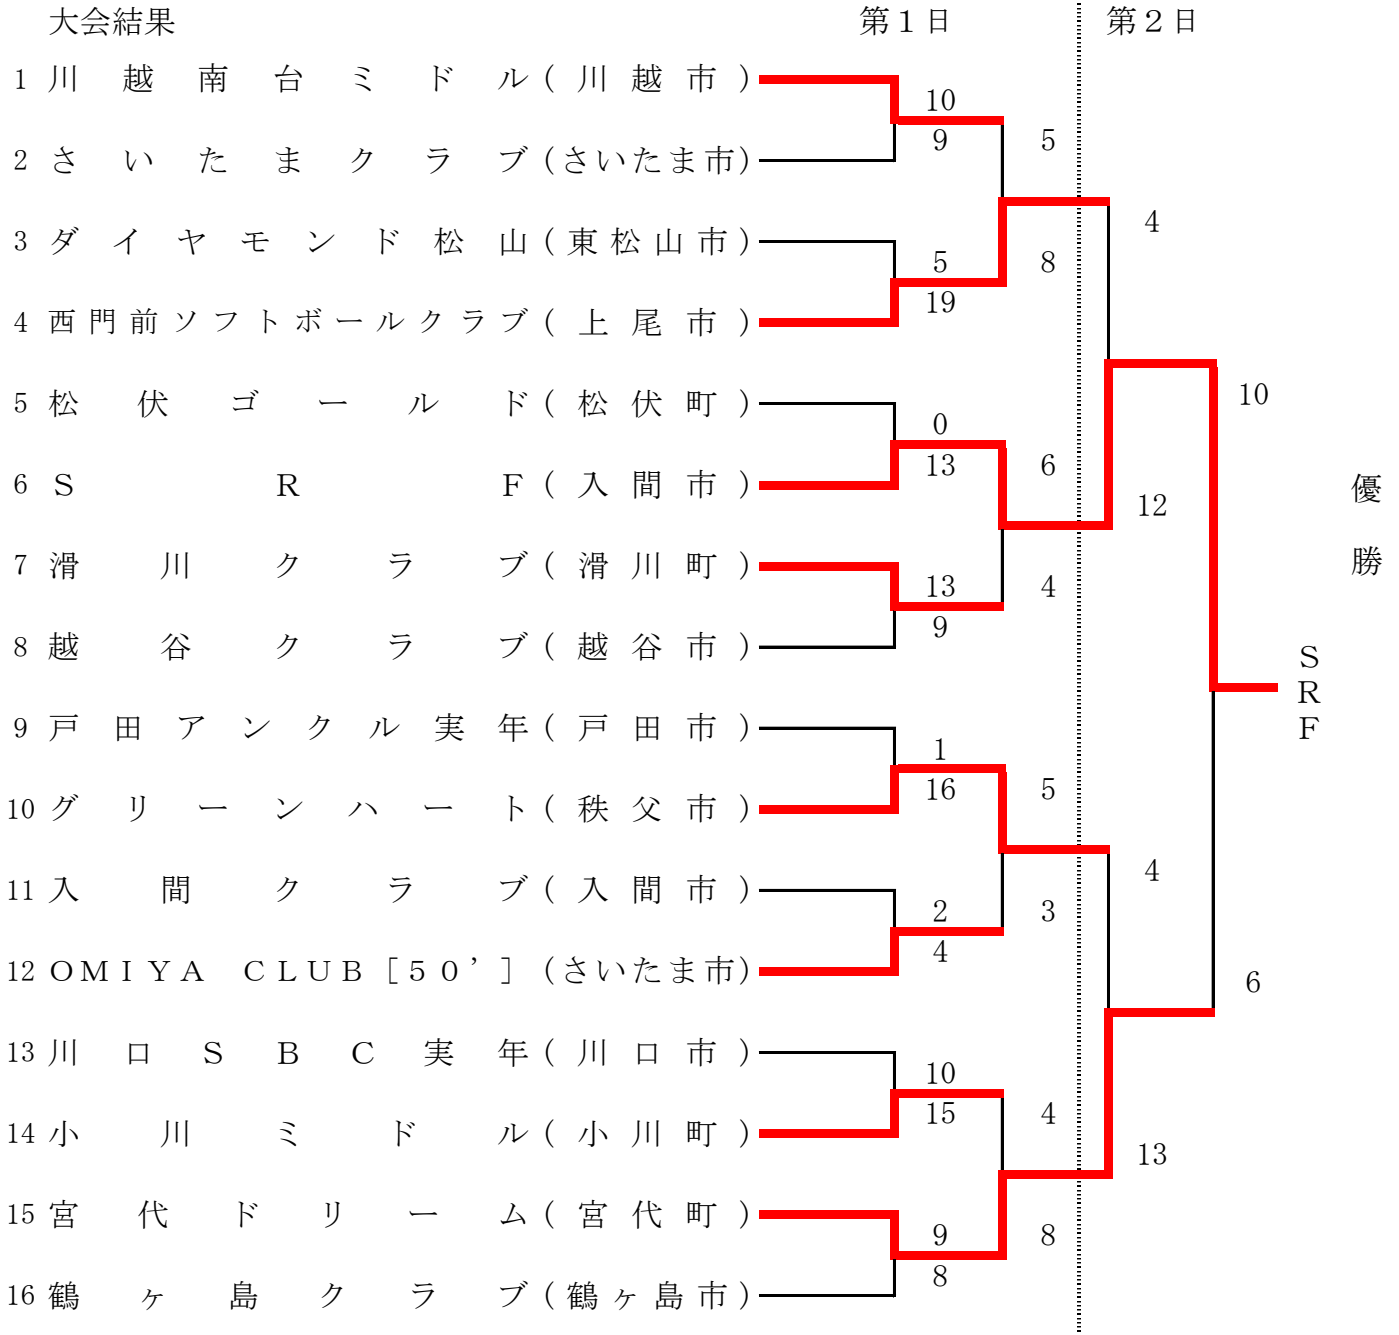 大会結果 第１日 第２日
1 川越南台ミドル(川越市)
10
9 5
2 さいたまクラブ(さいたま市)
3 ダイヤモンド松山(東松山市)
4
5 8
19
4 西門前ソフトボールクラブ(上尾市)
5 松伏ゴールド(松伏町)
10
0
13 6
6 ＳＲＦ(入間市)
12
7 滑川クラブ(滑川町)
13 4
9
8 越谷クラブ(越谷市)
優勝
ＳＲＦ
9 戸田アンクル実年(戸田市)
1
16 5
10 グリーンハート(秩父市)
4
11 入間クラブ(入間市)
2 3
4
12 ＯＭＩＹＡ ＣＬＵＢ［５０’］(さいたま市)
6
13 川口ＳＢＣ実年(川口市)
10
15 4
14 小川ミドル(小川町)
13
15 宮代ドリーム(宮代町)
9 8
8
16 鶴ヶ島クラブ(鶴ヶ島市)